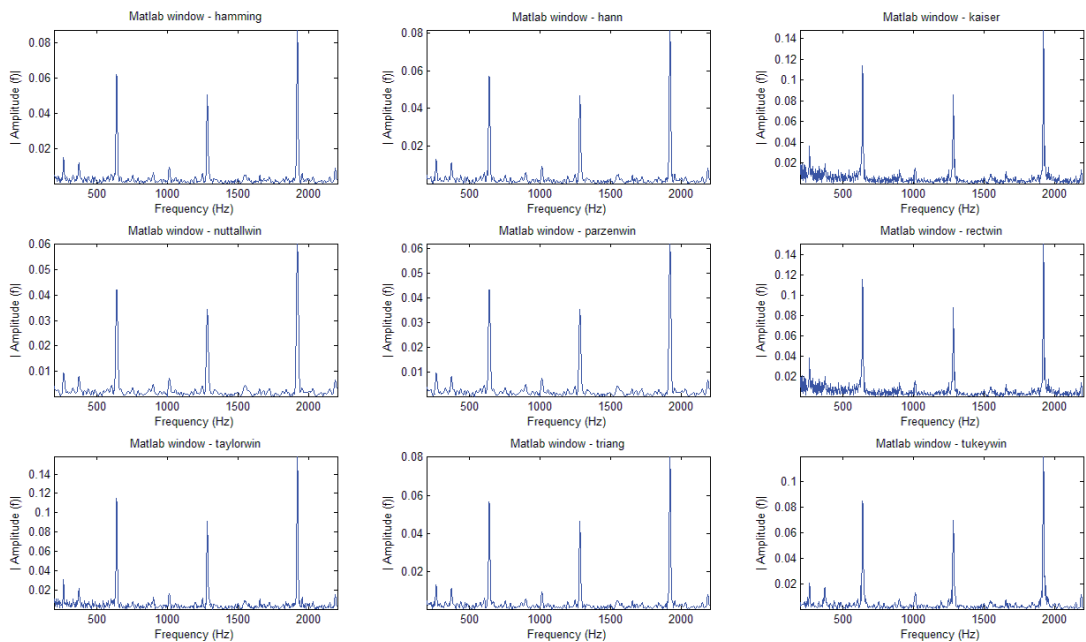 Matlab window - hamming
| Amplitude (f)|
0.08
0.06
0.04
0.02
500 1000 1500 2000
Frequency (Hz)
Matlab window - hann
| Amplitude (f)|
0.08
0.06
0.04
0.02
500 1000 1500 2000
Frequency (Hz)
Matlab window - kaiser
| Amplitude (f)|
0.14
0.12
0.1
0.08
0.06
0.04
0.02
500 1000 1500 2000
Frequency (Hz)
Matlab window - nuttallwin
| Amplitude (f)|
0.06
0.05
0.04
0.03
0.02
0.01
500 1000 1500 2000
Frequency (Hz)
Matlab window - parzenwin
| Amplitude (f)|
0.06
0.05
0.04
0.03
0.02
0.01
500 1000 1500 2000
Frequency (Hz)
Matlab window - rectwin
| Amplitude (f)|
0.14
0.12
0.1
0.08
0.06
0.04
0.02
500 1000 1500 2000
Frequency (Hz)
Matlab window - taylorwin
| Amplitude (f)|
0.14
0.12
0.1
0.08
0.06
0.04
0.02
500 1000 1500 2000
Frequency (Hz)
Matlab window - triang
| Amplitude (f)|
0.08
0.06
0.04
0.02
500 1000 1500 2000
Frequency (Hz)
Matlab window - tukeywin
| Amplitude (f)|
0.1
0.08
0.06
0.04
0.02
500 1000 1500 2000
Frequency (Hz)